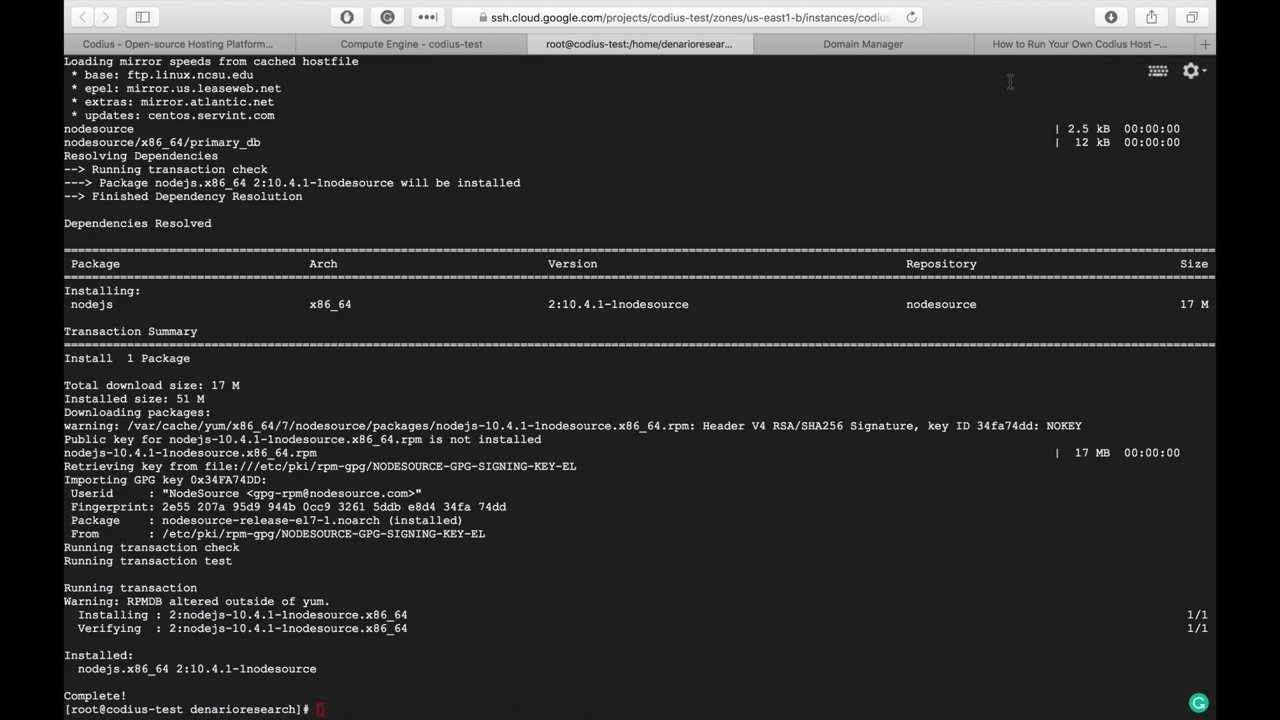 ssh.cloud.google.com/projects/codius-test/zones/us-east1-b/instances/codius
Codius - Open-source Hosting Platform...
Compute Engine - codius-test
root@codius-test:/home/denarioresear...
Domain Manager
How to Run Your Own Codius Host –...
Loading mirror speeds from cached hostfile
* base: ftp.linux.ncsu.edu
* epel: mirror.us.leaseweb.net
* extras: mirror.atlantic.net
* updates: centos.servint.com
nodesource | 2.5 kB 00:00:00
nodesource/x86_64/primary_db | 12 kB 00:00:00
Resolving Dependencies
--> Running transaction check
---> Package nodejs.x86_64 2:10.4.1-1nodesource will be installed
--> Finished Dependency Resolution
Dependencies Resolved
Package Arch Version Repository Size
Installing:
nodejs x86_64 2:10.4.1-1nodesource nodesource 17 M
Transaction Summary
Install 1 Package
Total download size: 17 M
Installed size: 51 M
Downloading packages:
warning: /var/cache/yum/x86_64/7/nodesource/packages/nodejs-10.4.1-1nodesource.x86_64.rpm: Header V4 RSA/SHA256 Signature, key ID 34fa74dd: NOKEY
Public key for nodejs-10.4.1-1nodesource.x86_64.rpm is not installed
nodejs-10.4.1-1nodesource.x86_64.rpm | 17 MB 00:00:00
Retrieving key from file:///etc/pki/rpm-gpg/NODESOURCE-GPG-SIGNING-KEY-EL
Importing GPG key 0x34FA74DD:
Userid : "NodeSource <gpg-rpm@nodesource.com>"
Fingerprint: 2e55 207a 95d9 944b 0cc9 3261 5ddb e8d4 34fa 74dd
Package : nodesource-release-el7-1.noarch (installed)
From : /etc/pki/rpm-gpg/NODESOURCE-GPG-SIGNING-KEY-EL
Running transaction check
Running transaction test
Running transaction
Warning: RPMDB altered outside of yum.
Installing : 2:nodejs-10.4.1-1nodesource.x86_64 1/1
Verifying : 2:nodejs-10.4.1-1nodesource.x86_64 1/1
Installed:
nodejs.x86_64 2:10.4.1-1nodesource
Complete!
[root@codius-test denarioresearch]#